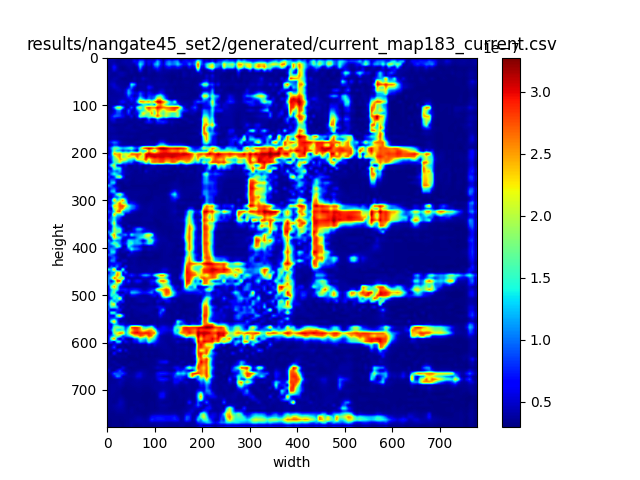 results/nangate45_set2/generated/current_map183_current.csv
1e−7
0
100
200
300
400
500
600
700
height
0 100 200 300 400 500 600 700
width
3.0
2.5
2.0
1.5
1.0
0.5